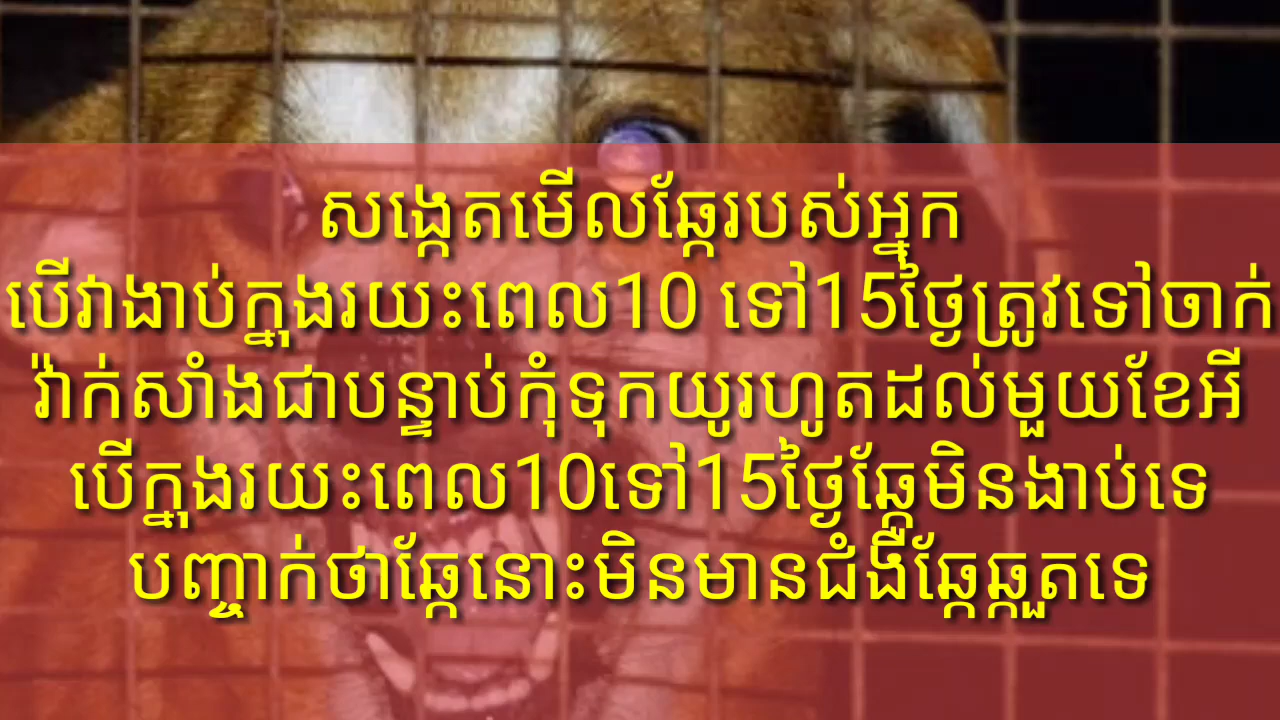 សង្កេតមើលឆ្កែរបស់អ្នក
បើវាងាប់ក្នុងរយះពេល10 ទៅ15ថ្ងៃត្រូវទៅចាក់
វ៉ាក់សាំងជាបន្ទាប់កុំទុកយូរហូតដល់មួយខែអី
បើក្នុងរយះពេល10ទៅ15ថ្ងៃឆ្កែមិនងាប់ទេ
បញ្ចាក់ថាឆ្កែនោះមិនមានជំងឺឆ្កែឆ្កួតទេ